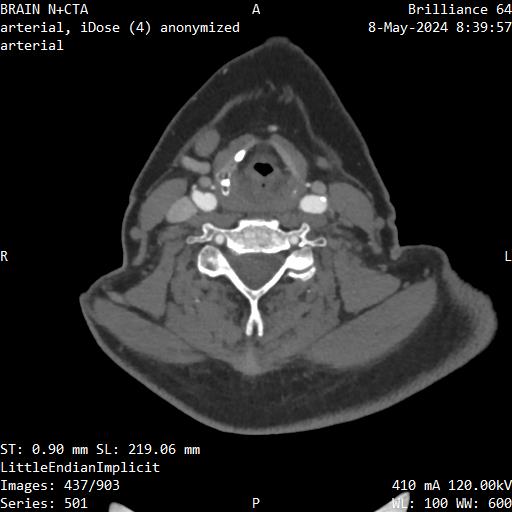 BRAIN N+CTA
A
Brilliance 64
arterial, iDose (4) anonymized
8-May-2024 8:39:57
arterial
R
L
ST: 0.90 mm SL: 219.06 mm
LittleEndianImplicit
Images: 437/903
410 mA 120.00kV
Series: 501
P
WL: 100 WW: 600